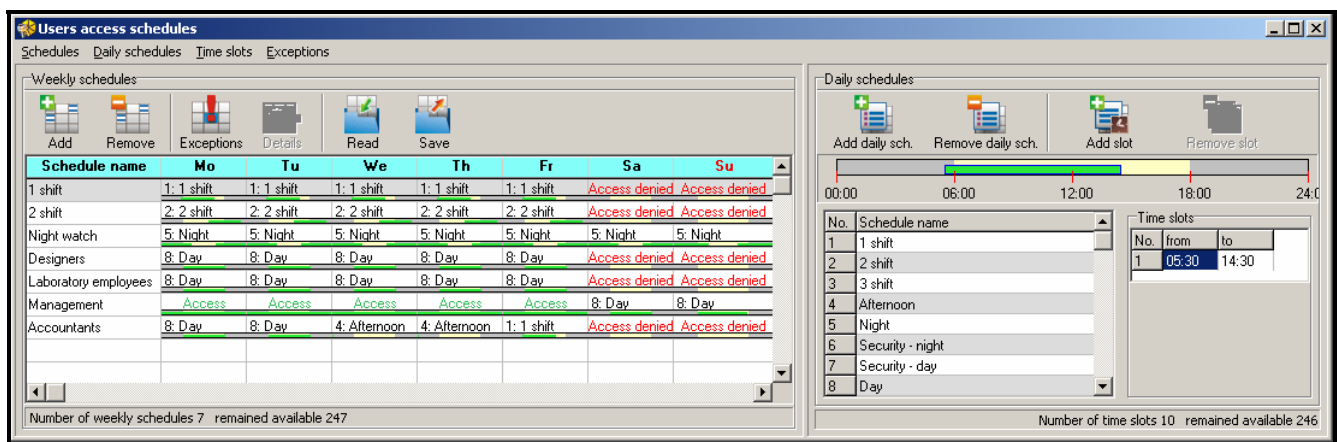 Users access schedules
Schedules Daily schedules Time slots Exceptions
Weekly schedules
Add Remove Exceptions Details Read Save
Schedule name Mo Tu We Th Fr Sa Su
1 shift 1: 1 shift 1: 1 shift 1: 1 shift 1: 1 shift 1: 1 shift Access denied Access denied
2 shift 2: 2 shift 2: 2 shift 2: 2 shift 2: 2 shift 2: 2 shift Access denied Access denied
Night watch 5: Night 5: Night 5: Night 5: Night 5: Night 5: Night 5: Night
Designers 8: Day 8: Day 8: Day 8: Day 8: Day Access denied Access denied
Laboratory employees 8: Day 8: Day 8: Day 8: Day 8: Day Access denied Access denied
Management Access Access Access Access Access 8: Day 8: Day
Accountants 8: Day 8: Day 4: Afternoon 4: Afternoon 1: 1 shift Access denied Access denied
Number of weekly schedules 7 remained available 247
Daily schedules
Add daily sch. Remove daily sch. Add slot Remove slot
00:00 06:00 12:00 18:00 24:0
No. Schedule name
1 1 shift
2 2 shift
3 3 shift
4 Afternoon
5 Night
6 Security - night
7 Security - day
8 Day
Time slots
No. from to
1 05:30 14:30
Number of time slots 10 remained available 246